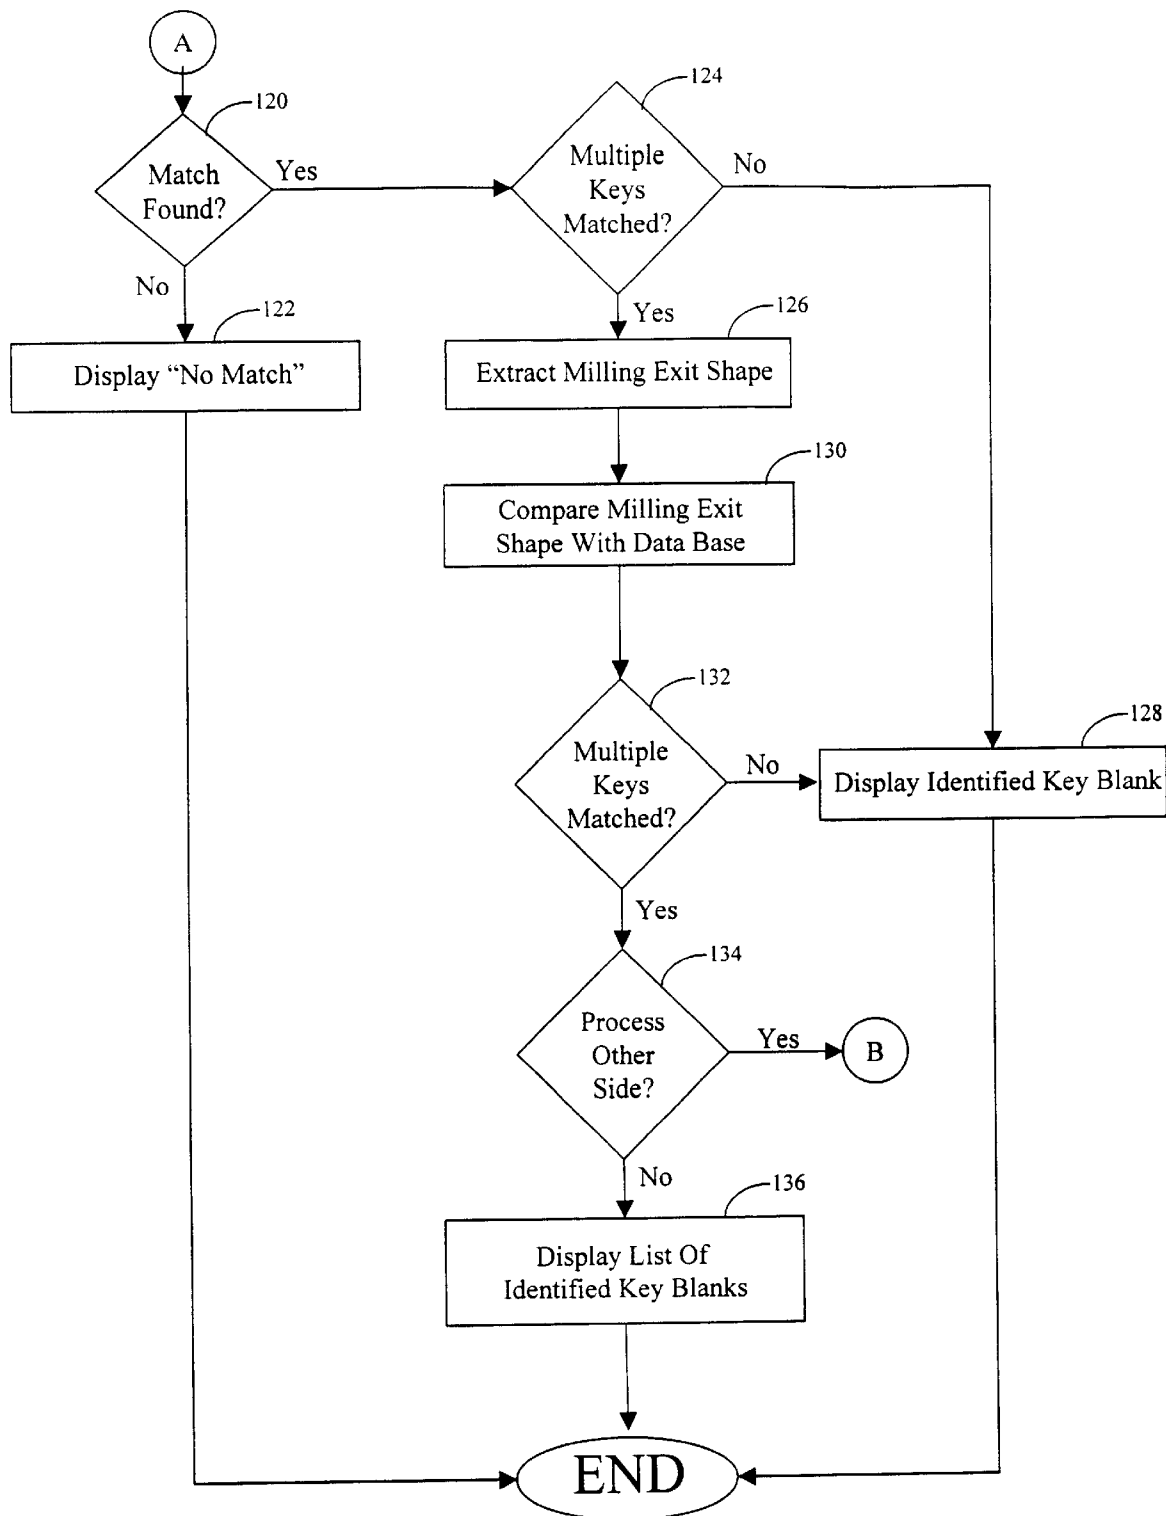 A
120
124
Match
Found?
Yes
Multiple
Keys
Matched?
No
No
122
Display “No Match”
Yes
126
Extract Milling Exit Shape
130
Compare Milling Exit
Shape With Data Base
132
Multiple
Keys
Matched?
No
128
Display Identified Key Blank
Yes
134
Process
Other
Side?
Yes
B
No
136
Display List Of
Identified Key Blanks
END